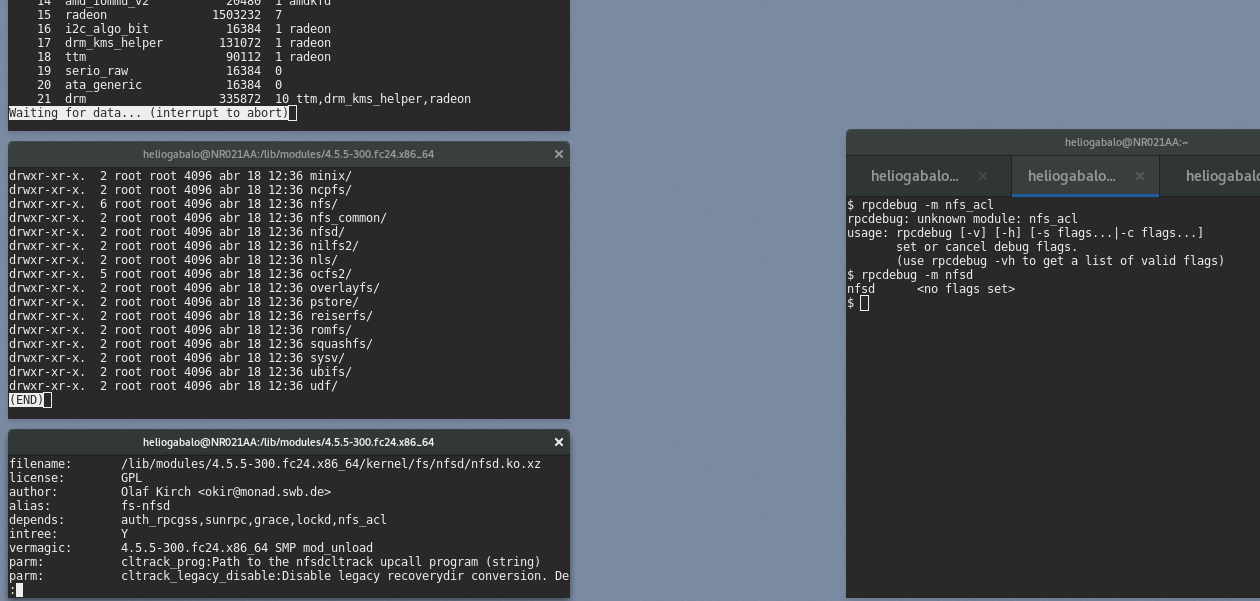 14  amd_iommu_v2           20480  1 amdkfd
15  radeon               1503232  7
16  i2c_algo_bit           16384  1 radeon
17  drm_kms_helper        131072  1 radeon
18  ttm                    90112  1 radeon
19  serio_raw              16384  0
20  ata_generic            16384  0
21  drm                   335872  10 ttm,drm_kms_helper,radeon
Waiting for data... (interrupt to abort)
heliogabalo@NR021AA:/lib/modules/4.5.5-300.fc24.x86_64
drwxr-xr-x.  2 root root 4096 abr 18 12:36 minix/
drwxr-xr-x.  2 root root 4096 abr 18 12:36 ncpfs/
drwxr-xr-x.  6 root root 4096 abr 18 12:36 nfs/
drwxr-xr-x.  2 root root 4096 abr 18 12:36 nfs_common/
drwxr-xr-x.  2 root root 4096 abr 18 12:36 nfsd/
drwxr-xr-x.  2 root root 4096 abr 18 12:36 nilfs2/
drwxr-xr-x.  2 root root 4096 abr 18 12:36 nls/
drwxr-xr-x.  5 root root 4096 abr 18 12:36 ocfs2/
drwxr-xr-x.  2 root root 4096 abr 18 12:36 overlayfs/
drwxr-xr-x.  2 root root 4096 abr 18 12:36 pstore/
drwxr-xr-x.  2 root root 4096 abr 18 12:36 reiserfs/
drwxr-xr-x.  2 root root 4096 abr 18 12:36 romfs/
drwxr-xr-x.  2 root root 4096 abr 18 12:36 squashfs/
drwxr-xr-x.  2 root root 4096 abr 18 12:36 sysv/
drwxr-xr-x.  2 root root 4096 abr 18 12:36 ubifs/
drwxr-xr-x.  2 root root 4096 abr 18 12:36 udf/
(END)
heliogabalo@NR021AA:/lib/modules/4.5.5-300.fc24.x86_64
filename:       /lib/modules/4.5.5-300.fc24.x86_64/kernel/fs/nfsd/nfsd.ko.xz
license:        GPL
author:         Olaf Kirch <okir@monad.swb.de>
alias:          fs-nfsd
depends:        auth_rpcgss,sunrpc,grace,lockd,nfs_acl
intree:         Y
vermagic:       4.5.5-300.fc24.x86_64 SMP mod_unload
parm:           cltrack_prog:Path to the nfsdcltrack upcall program (string)
parm:           cltrack_legacy_disable:Disable legacy recoverydir conversion. De
:
heliogabalo@NR021AA:~
heliogabalo... heliogabalo... heliogabalo
$ rpcdebug -m nfs_acl
rpcdebug: unknown module: nfs_acl
usage: rpcdebug [-v] [-h] [-s flags...|-c flags...]
       set or cancel debug flags.
       (use rpcdebug -vh to get a list of valid flags)
$ rpcdebug -m nfsd
nfsd      <no flags set>
$